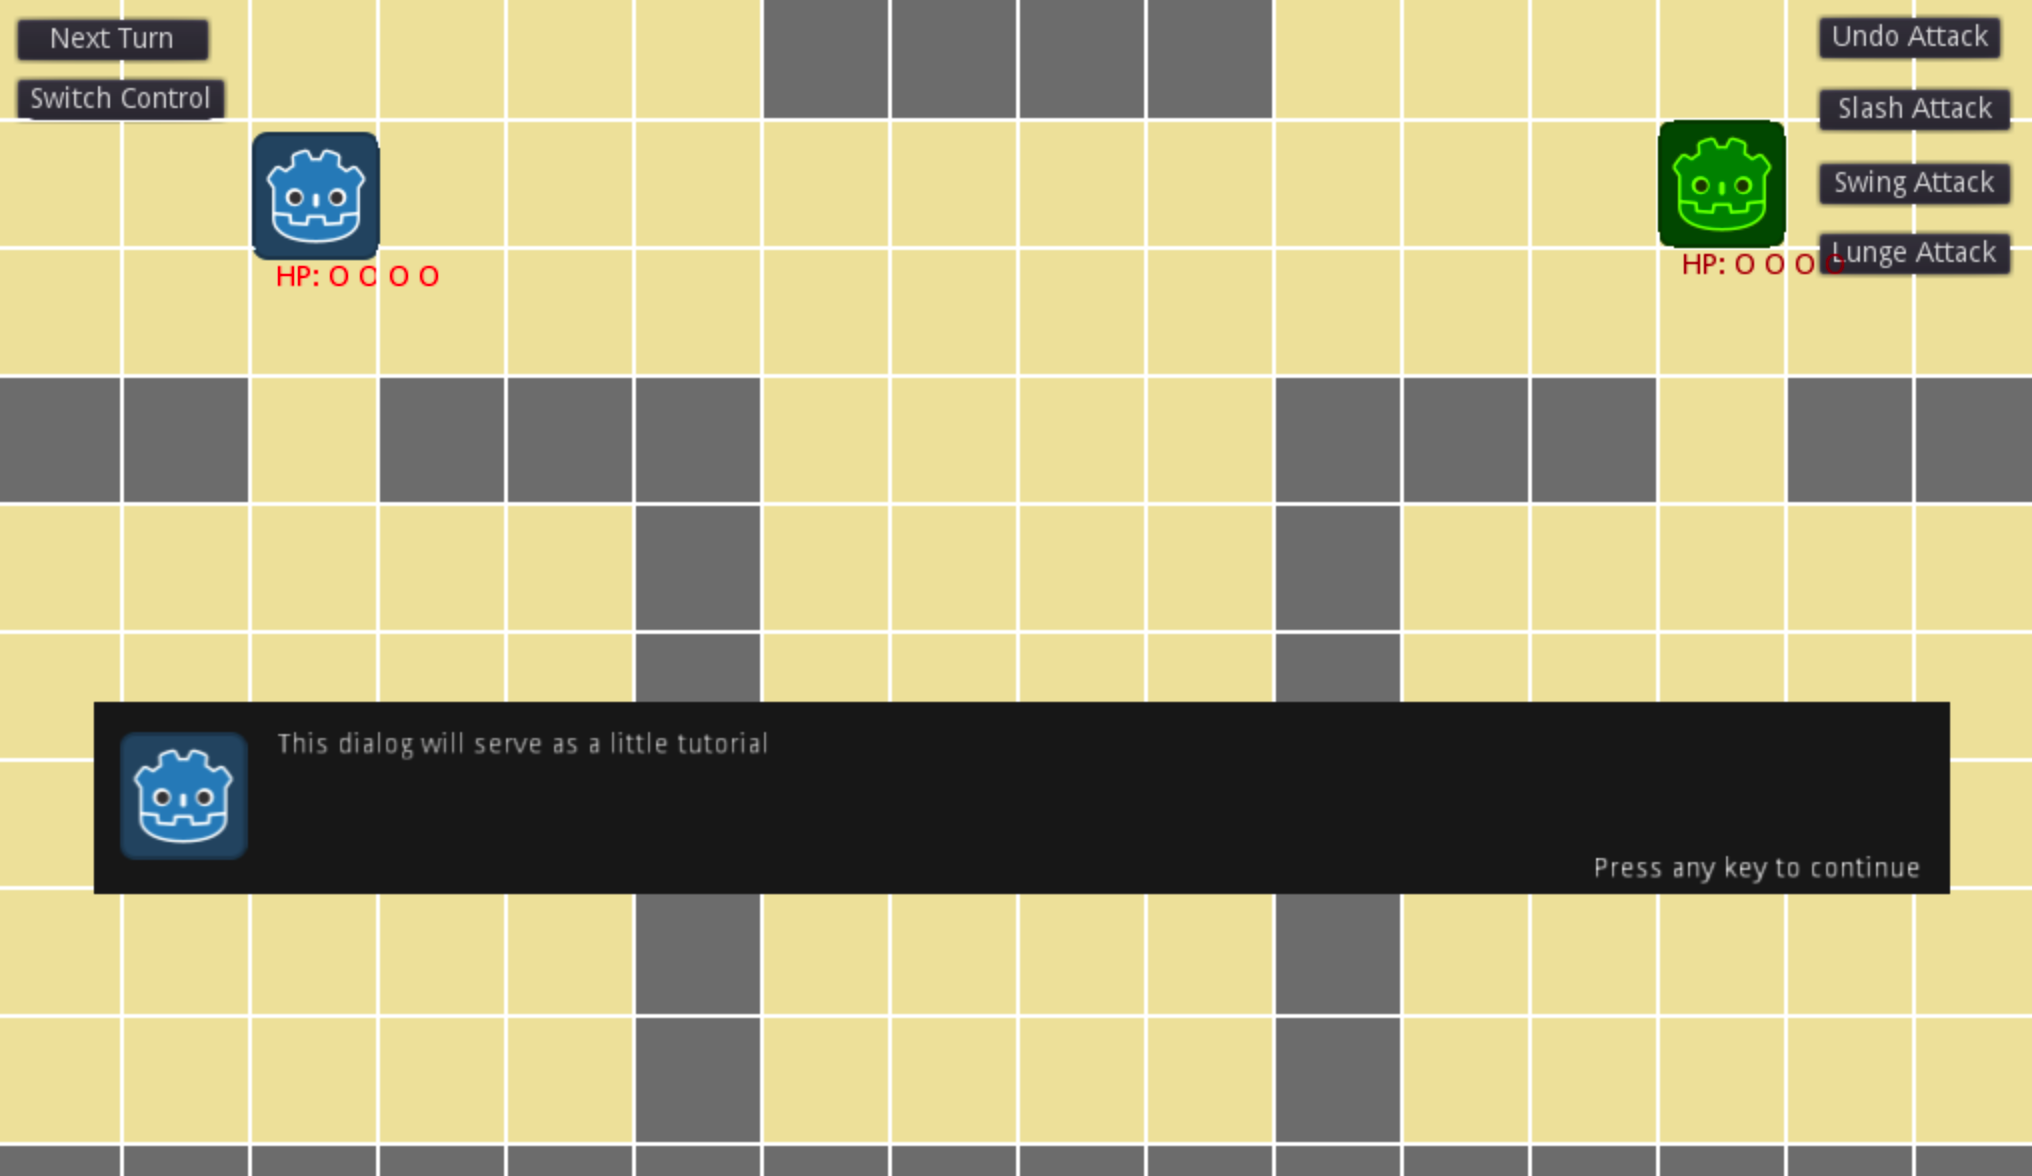 Next Turn
Switch Control
Undo Attack
Slash Attack
Swing Attack
Lunge Attack
HP: O O O O
HP: O O O O
This dialog will serve as a little tutorial
Press any key to continue